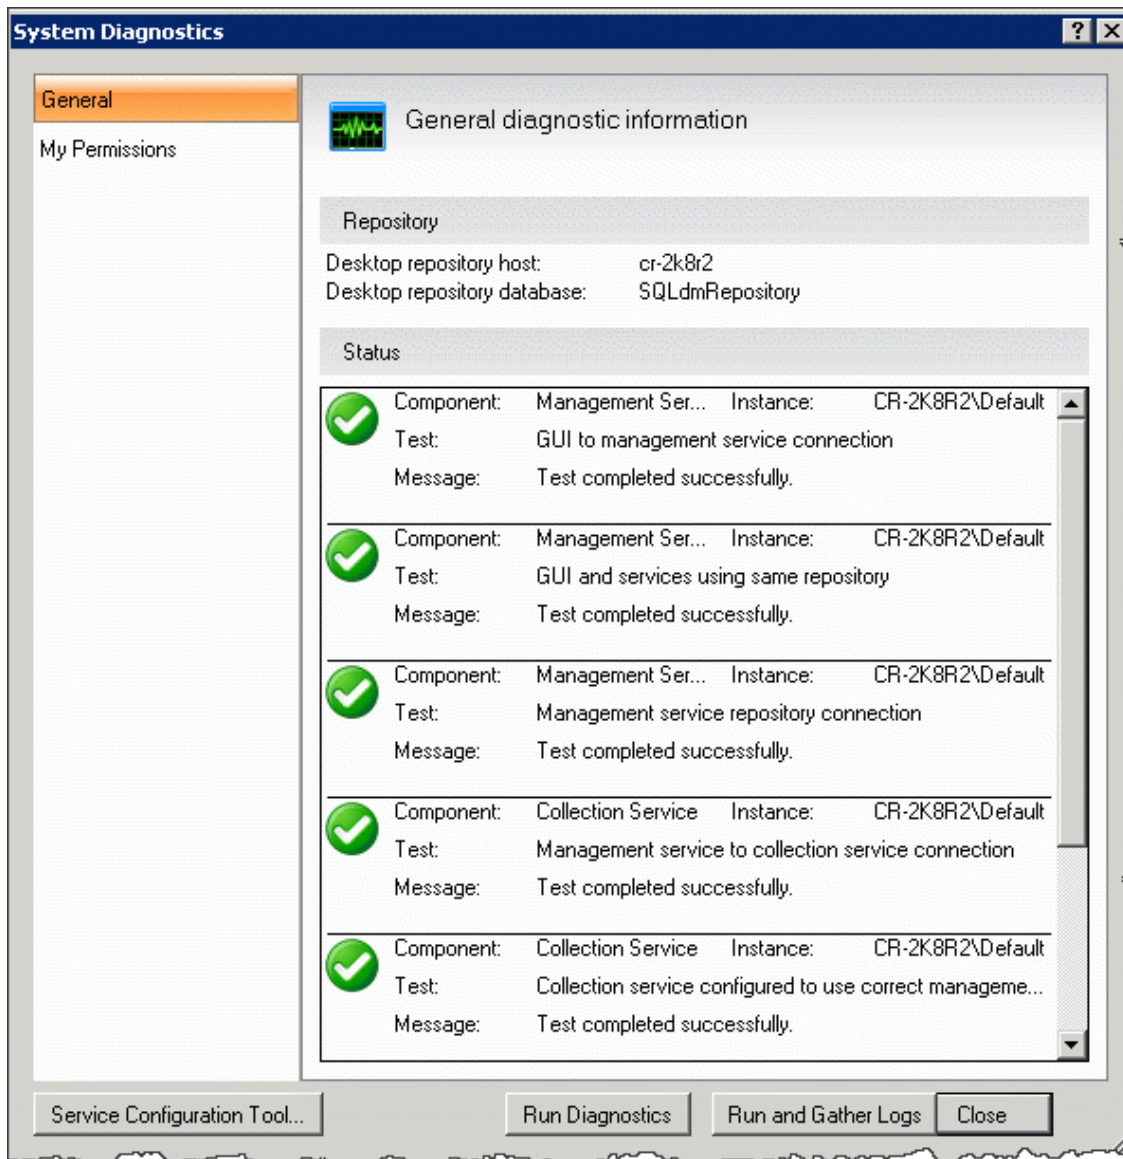 System Diagnostics
General
My Permissions
General diagnostic information
Repository
Desktop repository host: cr-2k8r2
Desktop repository database: SQLdmRepository
Status
Component: Management Ser... Instance: CR-2K8R2\Default
Test: GUI to management service connection
Message: Test completed successfully.
Component: Management Ser... Instance: CR-2K8R2\Default
Test: GUI and services using same repository
Message: Test completed successfully.
Component: Management Ser... Instance: CR-2K8R2\Default
Test: Management service repository connection
Message: Test completed successfully.
Component: Collection Service Instance: CR-2K8R2\Default
Test: Management service to collection service connection
Message: Test completed successfully.
Component: Collection Service Instance: CR-2K8R2\Default
Test: Collection service configured to use correct manageme...
Message: Test completed successfully.
Service Configuration Tool... Run Diagnostics Run and Gather Logs Close